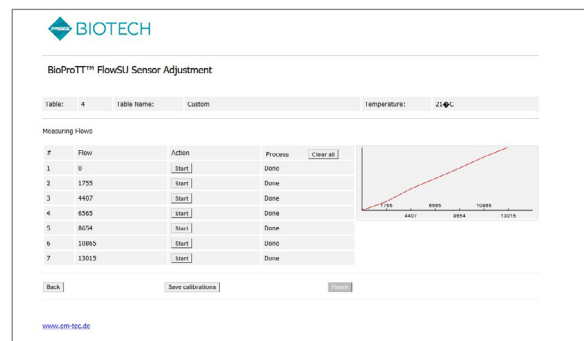 BIOTECH
BioProTT™ FlowSU Sensor Adjustment
Table: 4 Table Name: Custom Temperature: 21�C
Measuring Flows
# Flow Action Process Clear all
1 0 Start Done
2 1755 Start Done
3 4407 Start Done
4 6565 Start Done
5 8654 Start Done
6 10865 Start Done
7 13015 Start Done
1755 6565 10865
4407 8654 13015
Back Save calibrations Finish
www.em-tec.de